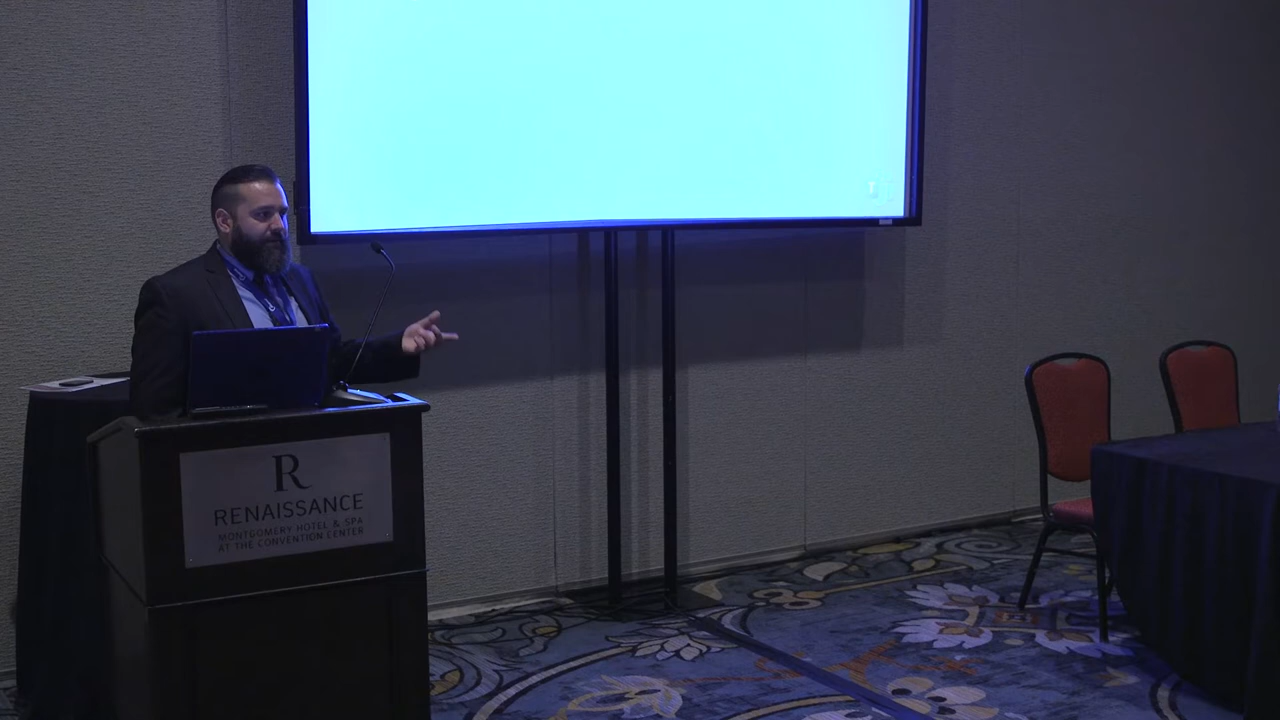 R
RENAISSANCE
MONTGOMERY HOTEL & SPA
AT THE CONVENTION CENTER